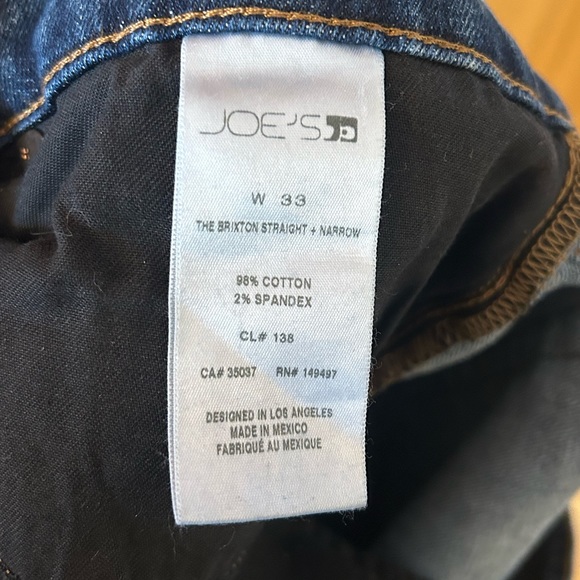 JOE'S JD
W 33
THE BRIXTON STRAIGHT + NARROW
98% COTTON
2% SPANDEX
CL# 138
CA# 35037 RN# 149497
DESIGNED IN LOS ANGELES
MADE IN MEXICO
FABRIQUÉ AU MEXIQUE